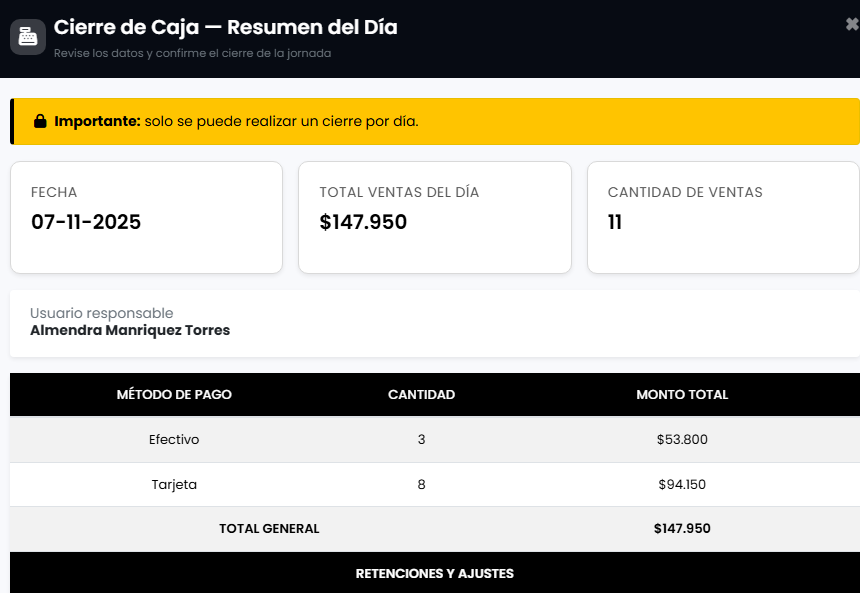 Cierre de Caja — Resumen del Día
Revise los datos y confirme el cierre de la jornada
Importante: solo se puede realizar un cierre por día.
FECHA
07-11-2025
TOTAL VENTAS DEL DÍA
$147.950
CANTIDAD DE VENTAS
11
Usuario responsable
Almendra Manriquez Torres
MÉTODO DE PAGO CANTIDAD MONTO TOTAL
Efectivo 3 $53.800
Tarjeta 8 $94.150
TOTAL GENERAL $147.950
RETENCIONES Y AJUSTES